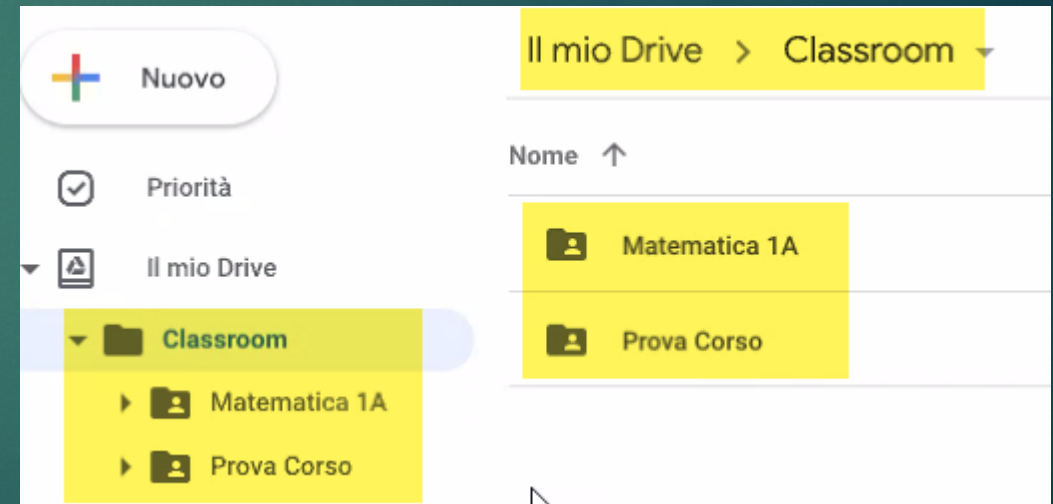 Nuovo
Priorità
Il mio Drive
Classroom
Matematica 1A
Prova Corso
Il mio Drive > Classroom
Nome ↑
Matematica 1A
Prova Corso